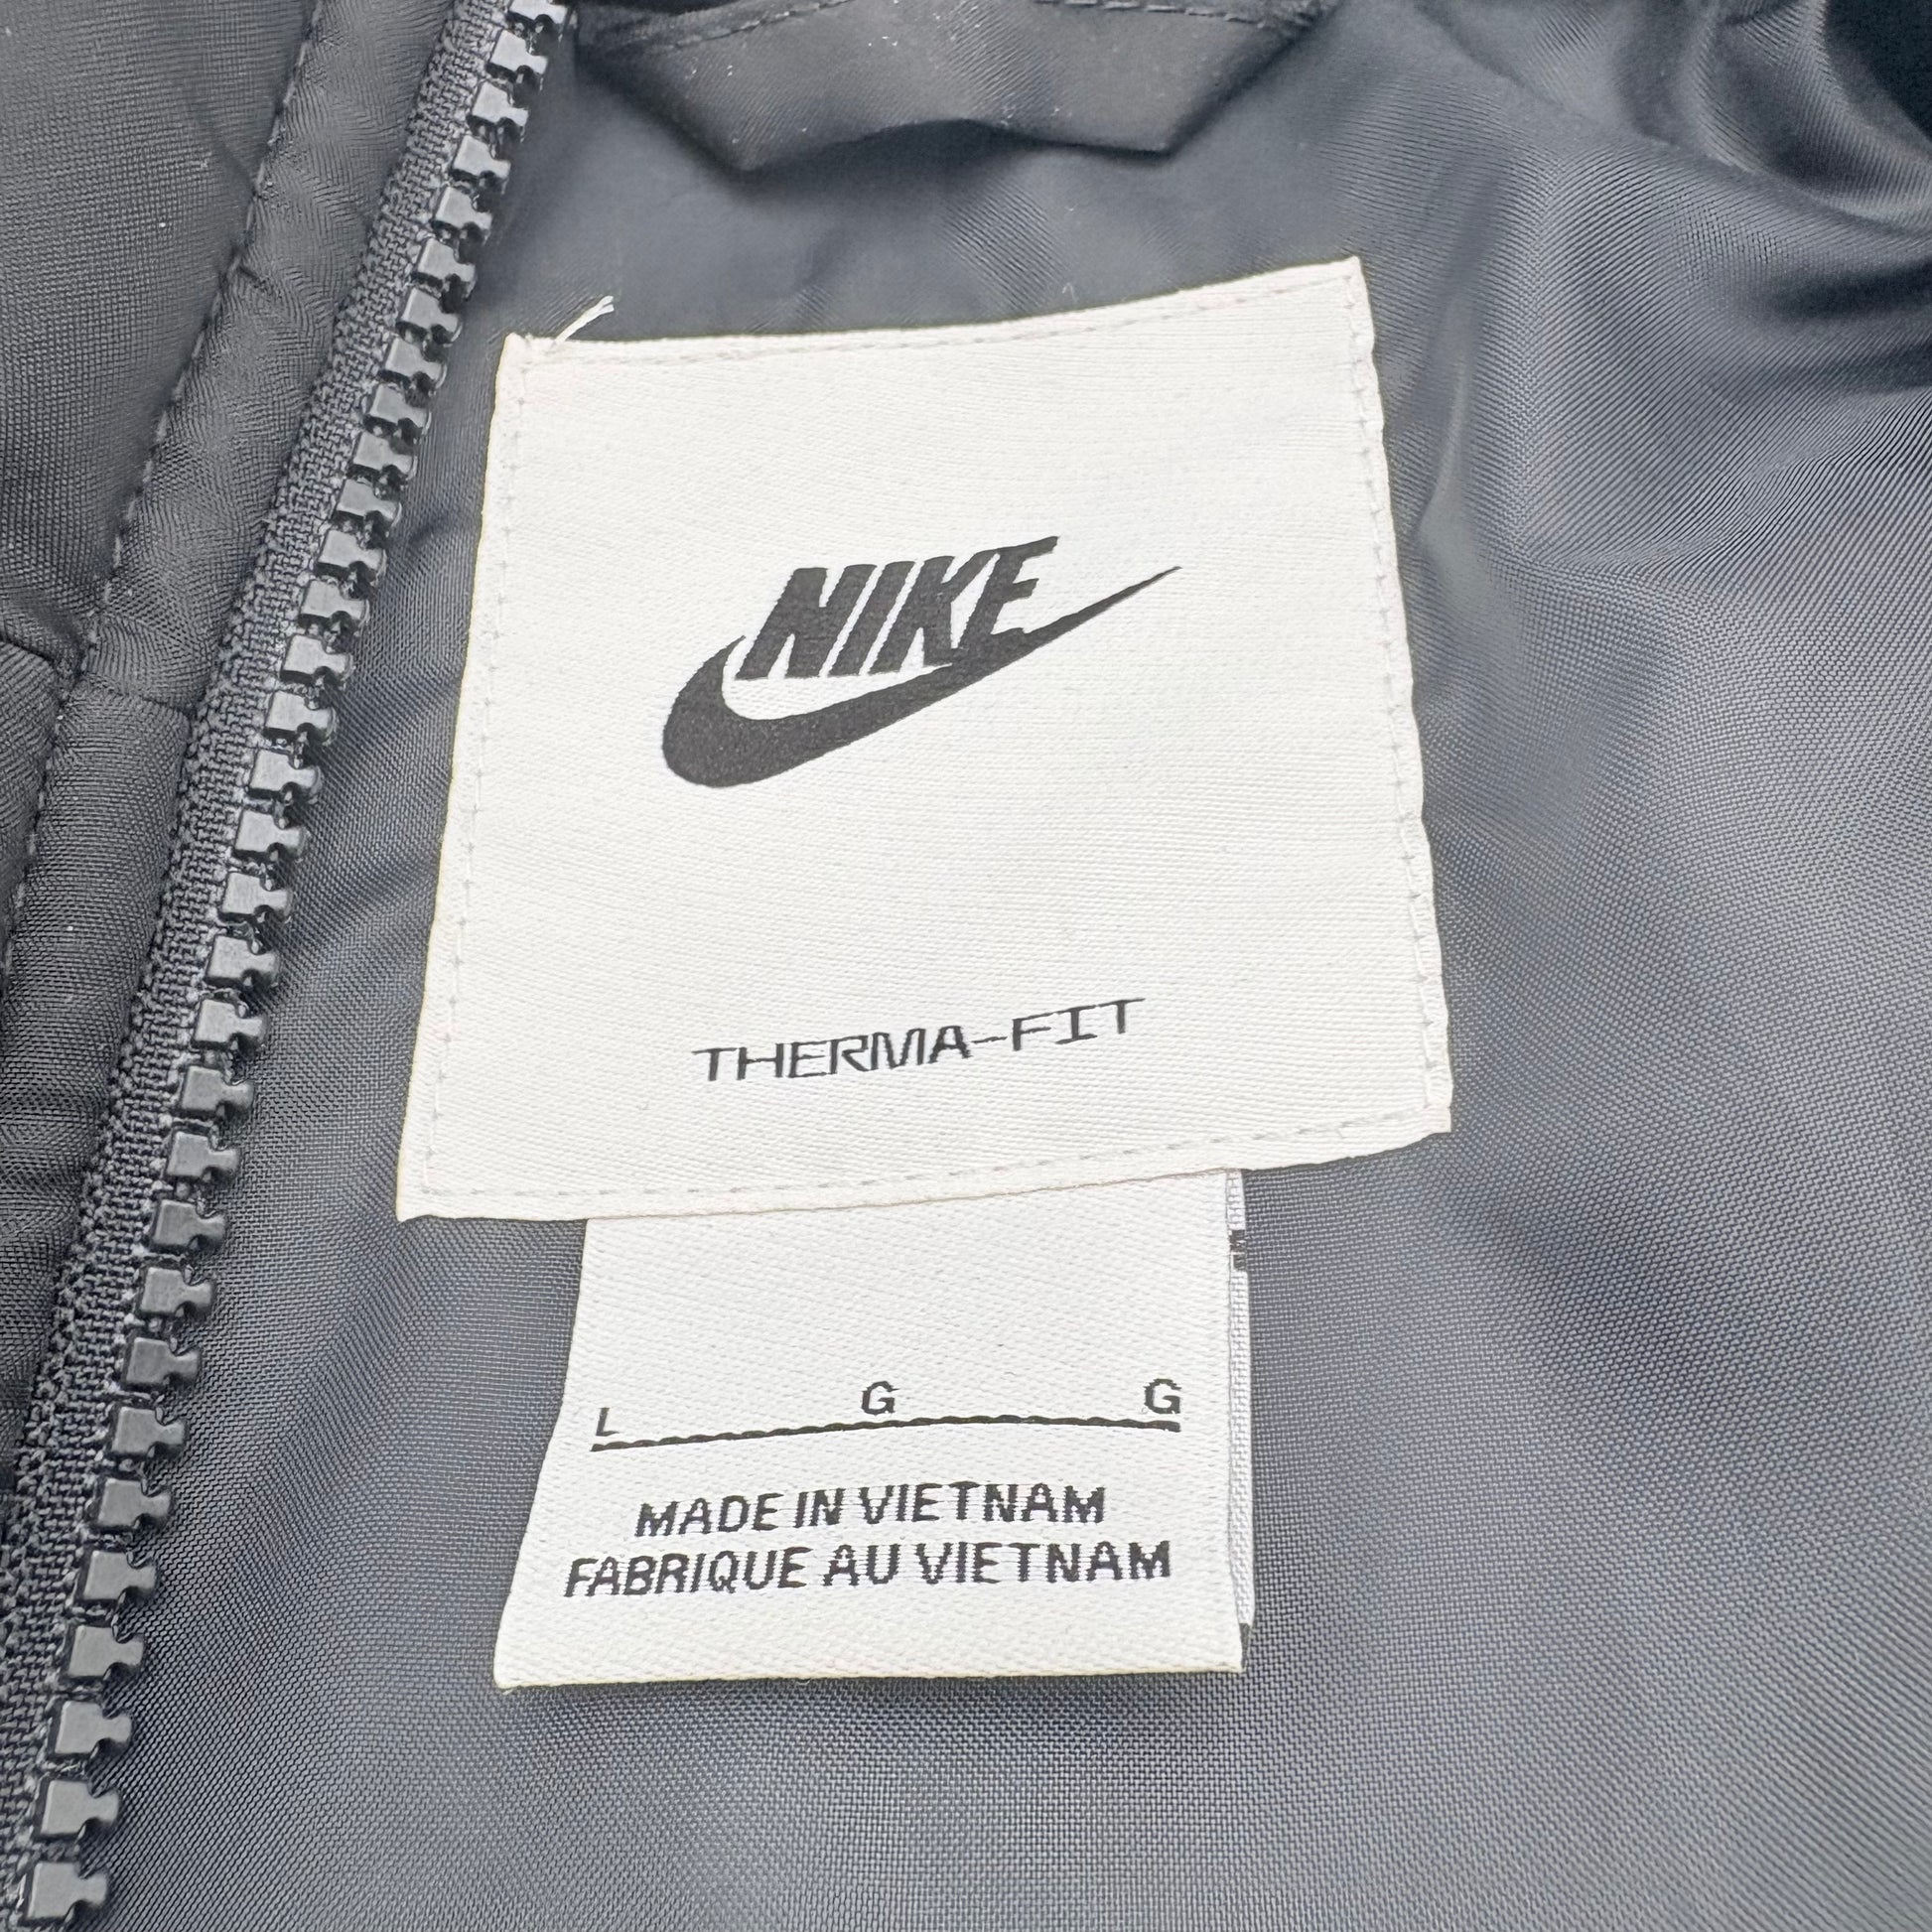 NIKE
THERMA-FIT
L G G
MADE IN VIETNAM
FABRIQUE AU VIETNAM